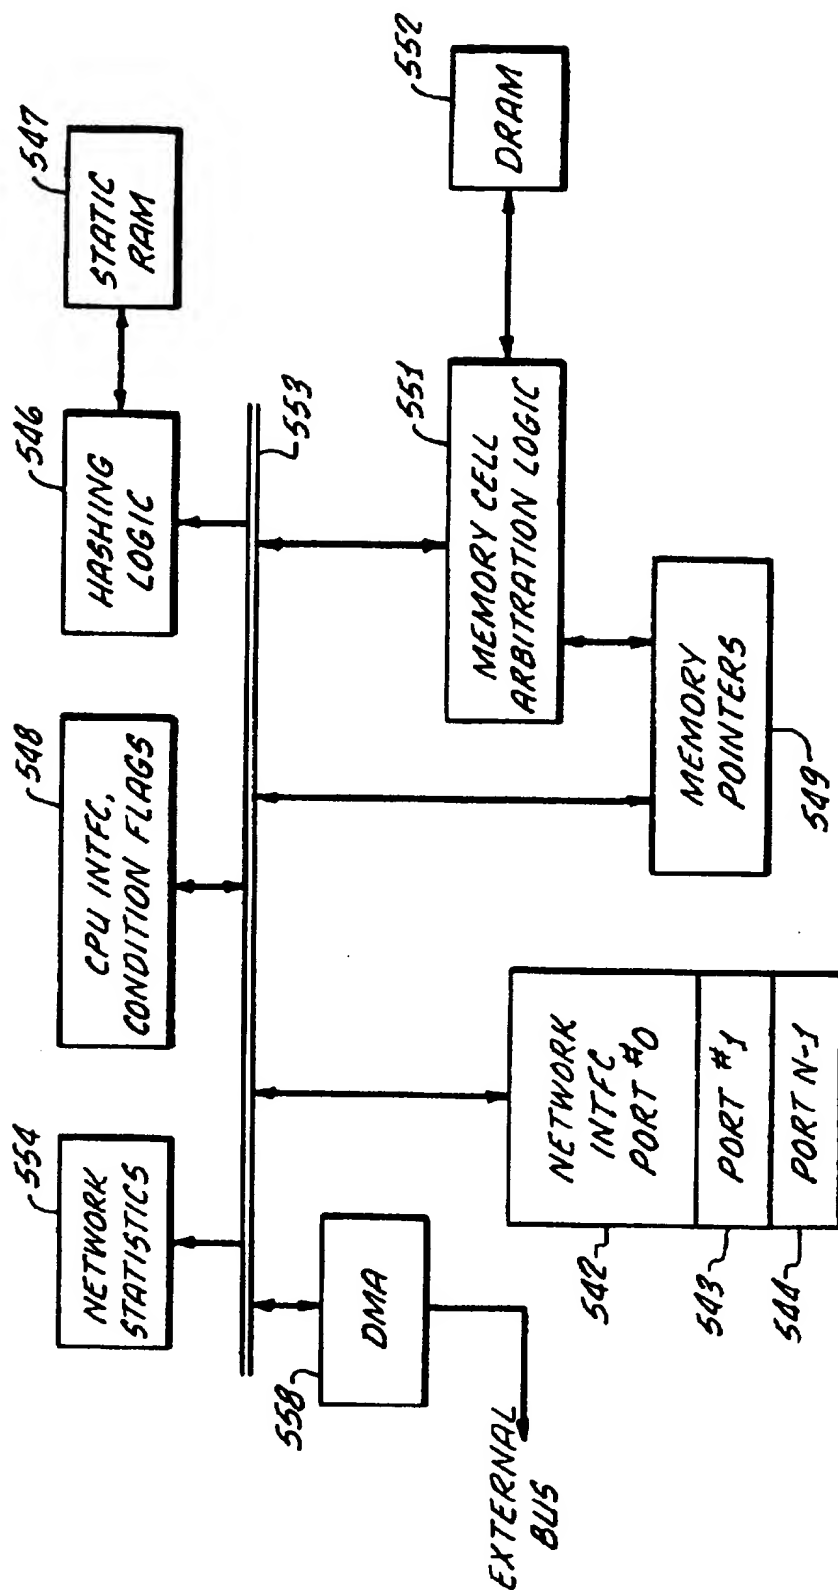 554
NETWORK
STATISTICS
548
CPU INTFC,
CONDITION FLAGS
546
HASHING
LOGIC
547
STATIC
RAM
553
558
DMA
EXTERNAL
BUS
542
NETWORK
INTFC
PORT #0
543
PORT #1
544
PORT N-1
MEMORY
POINTERS
549
551
MEMORY CELL
ARBITRATION LOGIC
552
DRAM